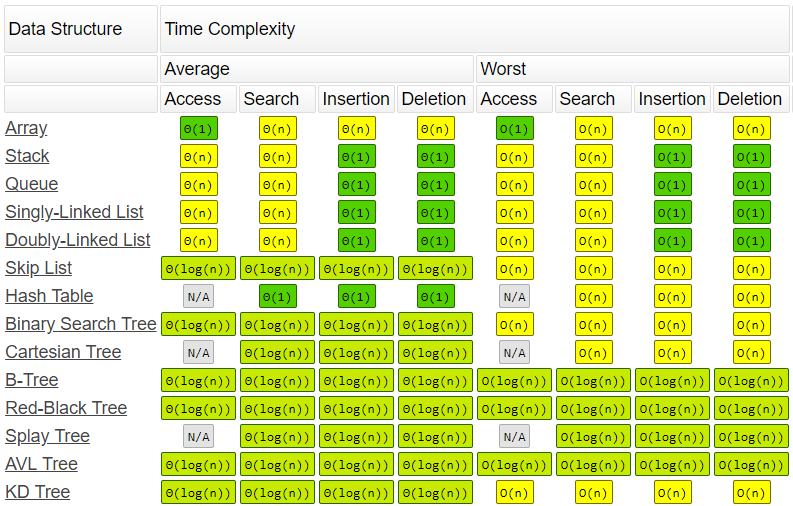 Data Structure Time Complexity
Average Worst
Access Search Insertion Deletion Access Search Insertion Deletion
Array Θ(1) Θ(n) Θ(n) Θ(n) O(1) O(n) O(n) O(n)
Stack Θ(n) Θ(n) Θ(1) Θ(1) O(n) O(n) O(1) O(1)
Queue Θ(n) Θ(n) Θ(1) Θ(1) O(n) O(n) O(1) O(1)
Singly-Linked List Θ(n) Θ(n) Θ(1) Θ(1) O(n) O(n) O(1) O(1)
Doubly-Linked List Θ(n) Θ(n) Θ(1) Θ(1) O(n) O(n) O(1) O(1)
Skip List Θ(log(n)) Θ(log(n)) Θ(log(n)) Θ(log(n)) O(n) O(n) O(n) O(n)
Hash Table N/A Θ(1) Θ(1) Θ(1) N/A O(n) O(n) O(n)
Binary Search Tree Θ(log(n)) Θ(log(n)) Θ(log(n)) Θ(log(n)) O(n) O(n) O(n) O(n)
Cartesian Tree N/A Θ(log(n)) Θ(log(n)) Θ(log(n)) N/A O(n) O(n) O(n)
B-Tree Θ(log(n)) Θ(log(n)) Θ(log(n)) Θ(log(n)) O(log(n)) O(log(n)) O(log(n)) O(log(n))
Red-Black Tree Θ(log(n)) Θ(log(n)) Θ(log(n)) Θ(log(n)) O(log(n)) O(log(n)) O(log(n)) O(log(n))
Splay Tree N/A Θ(log(n)) Θ(log(n)) Θ(log(n)) N/A O(log(n)) O(log(n)) O(log(n))
AVL Tree Θ(log(n)) Θ(log(n)) Θ(log(n)) Θ(log(n)) O(log(n)) O(log(n)) O(log(n)) O(log(n))
KD Tree Θ(log(n)) Θ(log(n)) Θ(log(n)) Θ(log(n)) O(n) O(n) O(n) O(n)